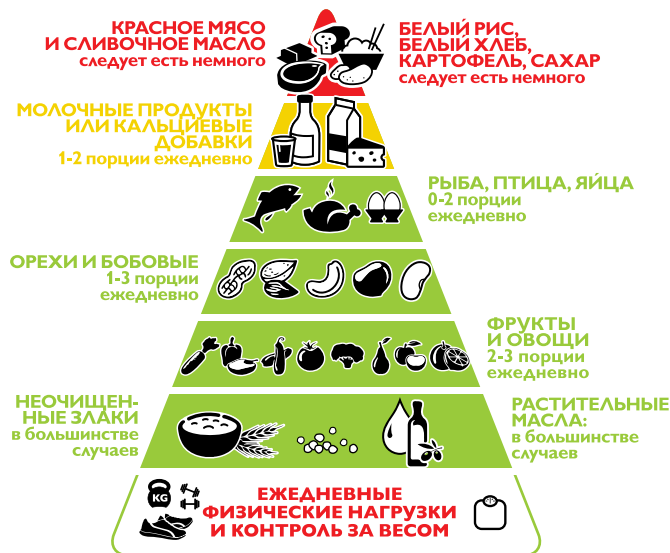 КРАСНОЕ МЯСО
И СЛИВОЧНОЕ МАСЛО
следует есть немного
БЕЛЫЙ РИС,
БЕЛЫЙ ХЛЕБ,
КАРТОФЕЛЬ, САХАР
следует есть немного
МОЛОЧНЫЕ ПРОДУКТЫ
ИЛИ КАЛЬЦИЕВЫЕ
ДОБАВКИ
1-2 порции ежедневно
РЫБА, ПТИЦА, ЯЙЦА
0-2 порции
ежедневно
ОРЕХИ И БОБОВЫЕ
1-3 порции
ежедневно
ФРУКТЫ
И ОВОЩИ
2-3 порции
ежедневно
НЕОЧИЩЕН-
НЫЕ ЗЛАКИ
в большинстве
случаев
РАСТИТЕЛЬНЫЕ
МАСЛА:
в большинстве
случаев
KG
ЕЖЕДНЕВНЫЕ
ФИЗИЧЕСКИЕ НАГРУЗКИ
И КОНТРОЛЬ ЗА ВЕСОМ